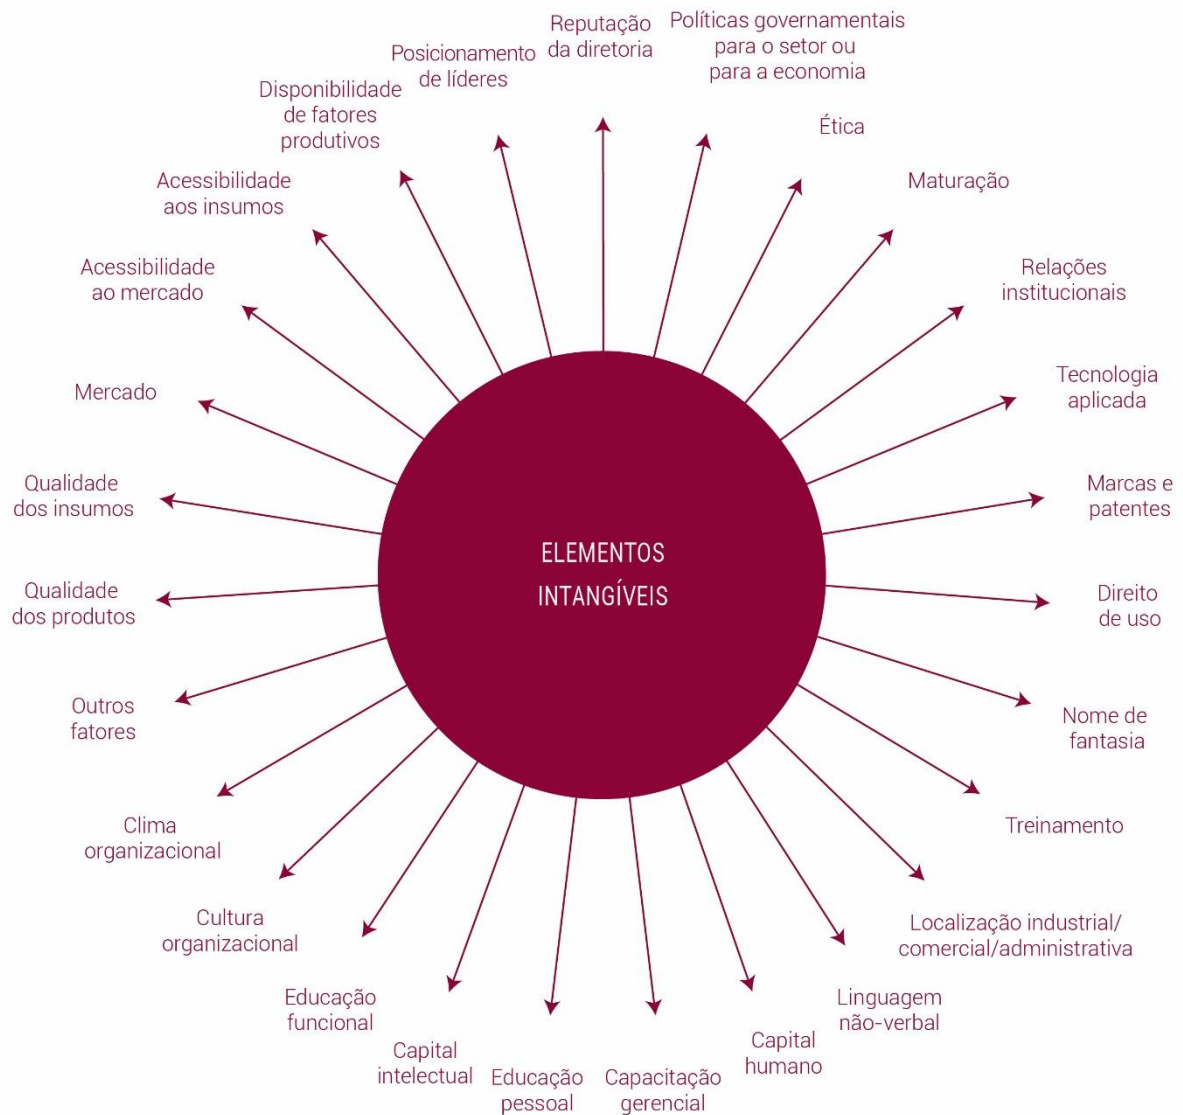 Reputação
da diretoria
Políticas governamentais
para o setor ou
para a economia
Ética
Maturação
Relações
institucionais
Tecnologia
aplicada
Marcas e
patentes
Direito
de uso
Nome de
fantasia
Treinamento
Localização industrial/
comercial/administrativa
Linguagem
não-verbal
Capital
humano
Capacitação
gerencial
Educação
pessoal
Capital
intelectual
Educação
funcional
Cultura
organizacional
Clima
organizacional
Outros
fatores
Qualidade
dos produtos
Qualidade
dos insumos
Mercado
Acessibilidade
ao mercado
Acessibilidade
aos insumos
Disponibilidade
de fatores
produtivos
Posicionamento
de líderes
ELEMENTOS
INTANGÍVEIS